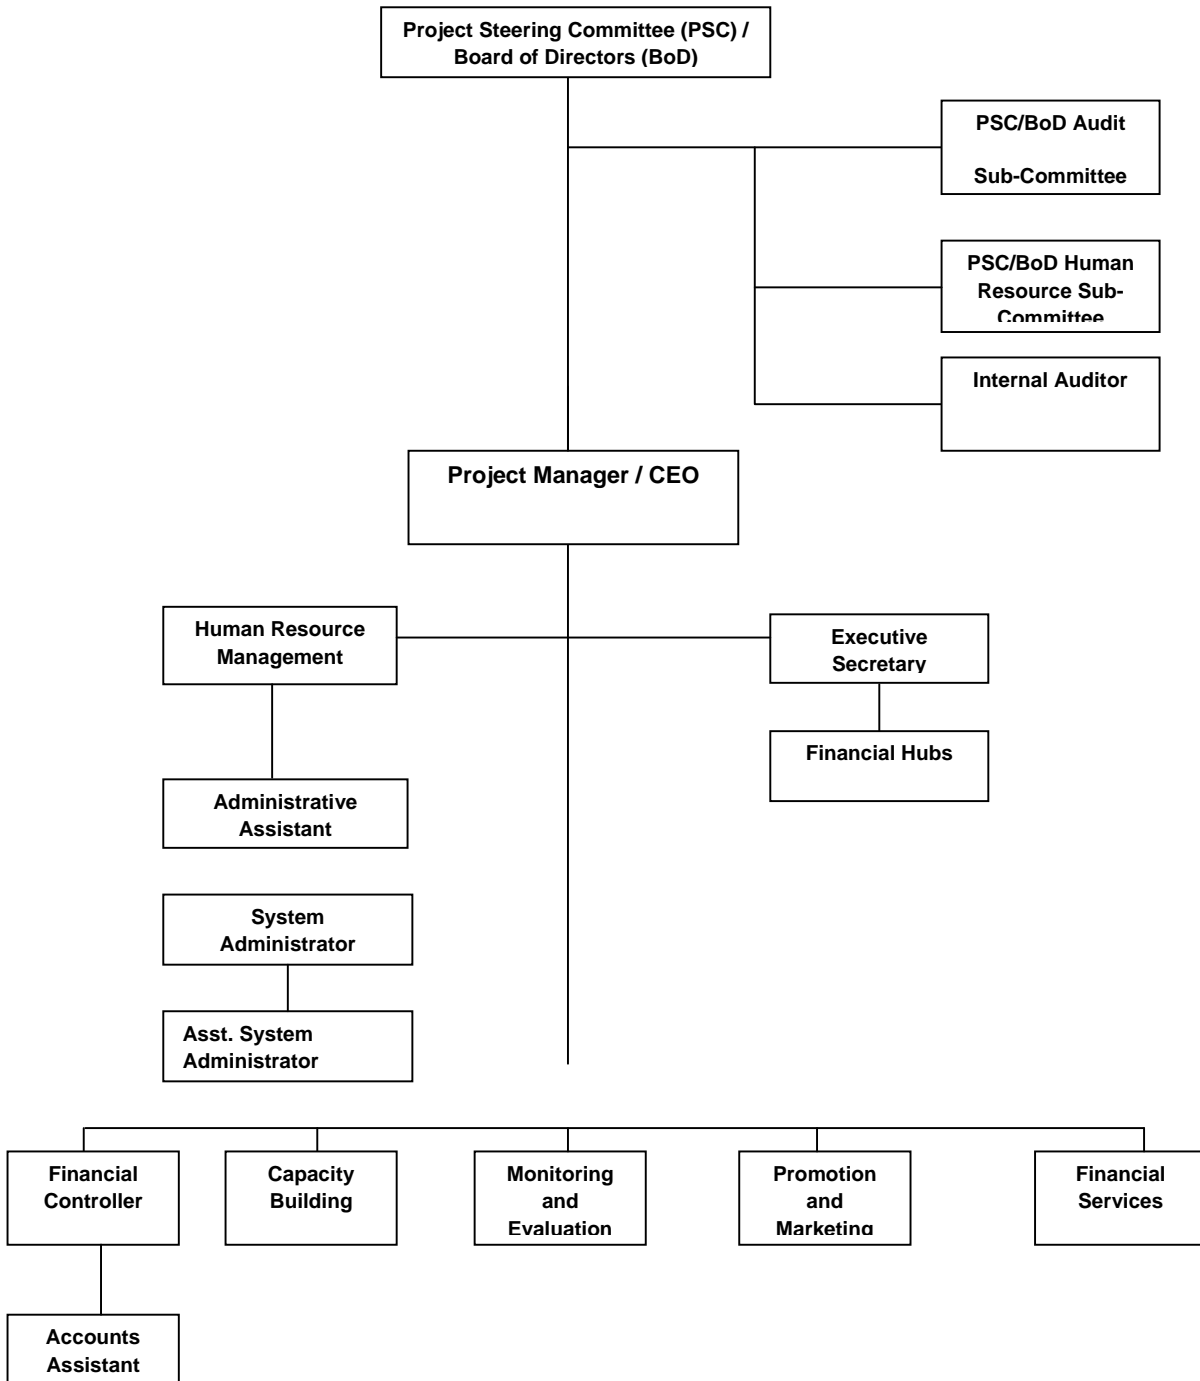 Project Steering Committee (PSC) /
Board of Directors (BoD)
PSC/BoD Audit
Sub-Committee
PSC/BoD Human
Resource Sub-
Committee
Internal Auditor
Project Manager / CEO
Human Resource
Management
Executive
Secretary
Financial Hubs
Administrative
Assistant
System
Administrator
Asst. System
Administrator
Financial
Controller
Capacity
Building
Monitoring
and
Evaluation
Promotion
and
Marketing
Financial
Services
Accounts
Assistant